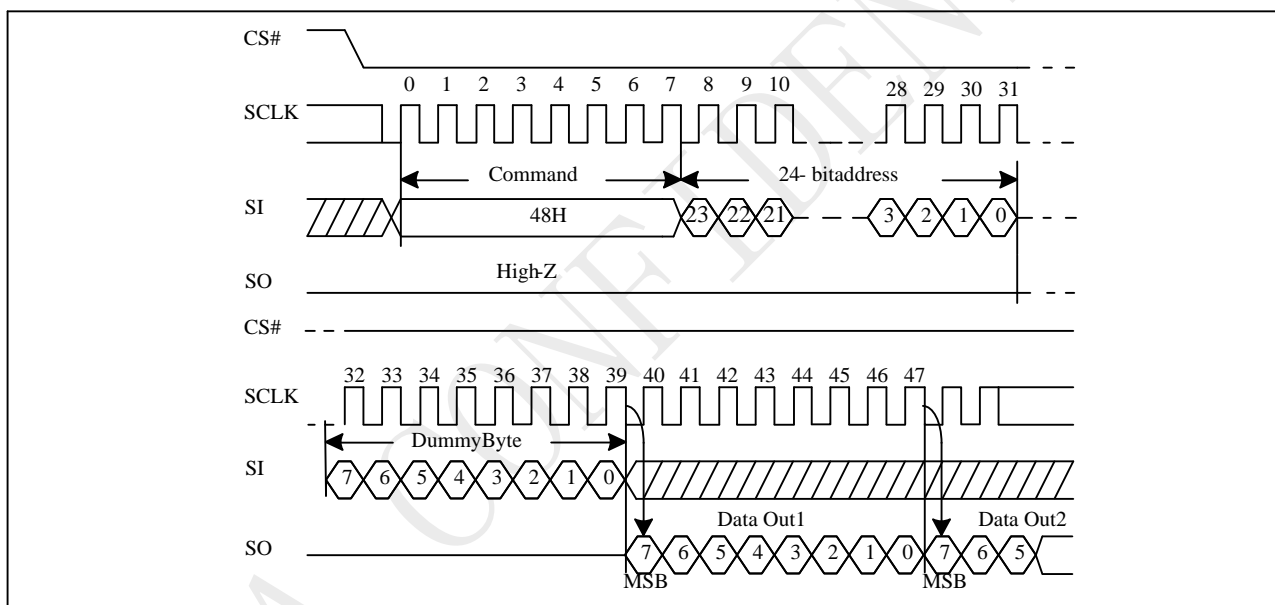 CS#
0 1 2 3 4 5 6 7 8 9 10 28 29 30 31
SCLK
Command 24- bitaddress
SI
48H 23 22 21 3 2 1 0
High-Z
SO
CS#
32 33 34 35 36 37 38 39 40 41 42 43 44 45 46 47
SCLK
DummyByte
SI
7 6 5 4 3 2 1 0
Data Out1 Data Out2
SO
7 6 5 4 3 2 1 0 7 6 5
MSB MSB